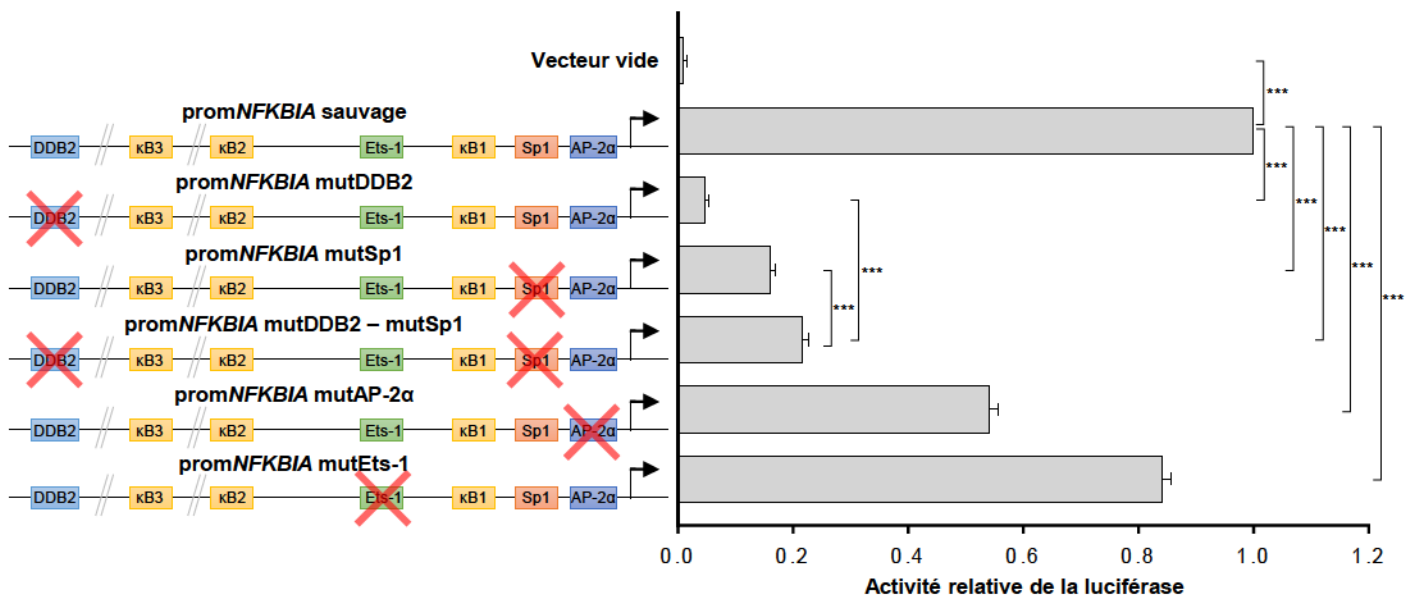 Vecteur vide
promNFKBIA sauvage
DDB2 κB3 κB2 Ets-1 κB1 Sp1 AP-2α
promNFKBIA mutDDB2
DDB2 κB3 κB2 Ets-1 κB1 Sp1 AP-2α
promNFKBIA mutSp1
DDB2 κB3 κB2 Ets-1 κB1 Sp1 AP-2α
promNFKBIA mutDDB2 – mutSp1
DDB2 κB3 κB2 Ets-1 κB1 Sp1 AP-2α
promNFKBIA mutAP-2α
DDB2 κB3 κB2 Ets-1 κB1 Sp1 AP-2α
promNFKBIA mutEts-1
DDB2 κB3 κB2 Ets-1 κB1 Sp1 AP-2α
***
***
***
***
***
***
***
***
0.0 0.2 0.4 0.6 0.8 1.0 1.2
Activité relative de la luciférase